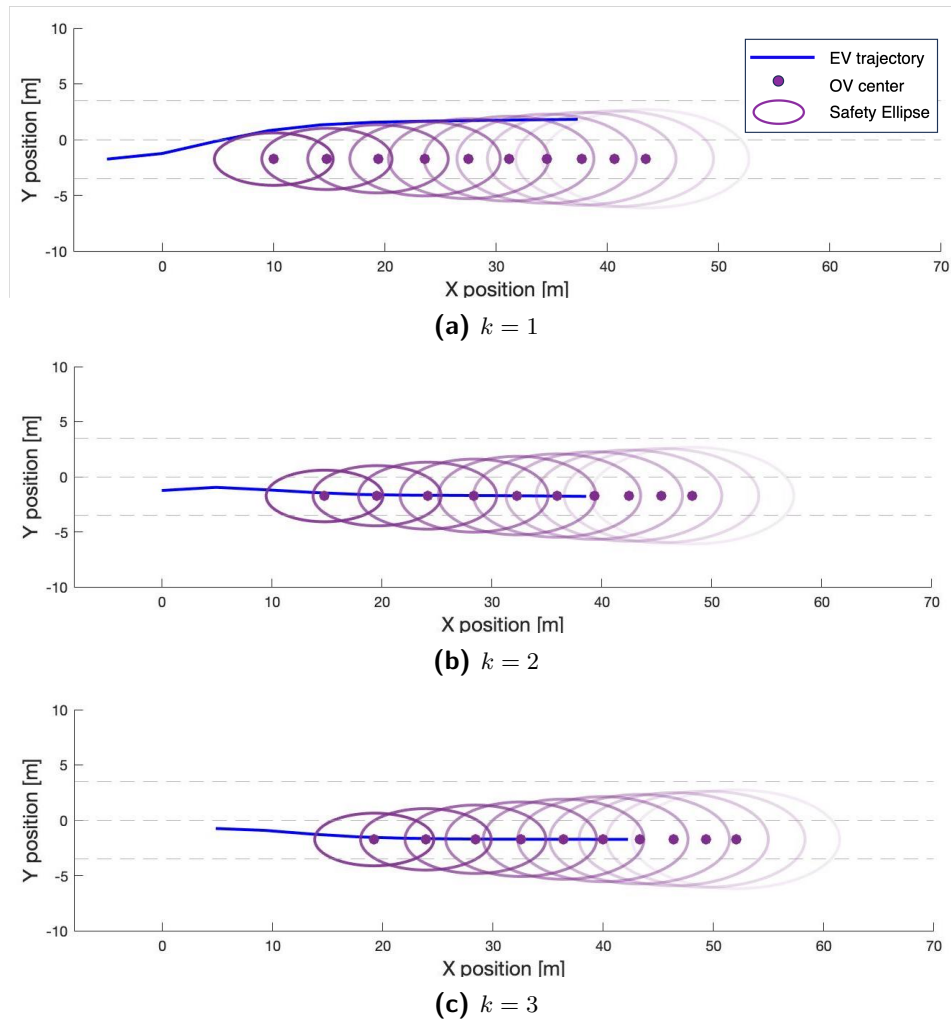 10
5
0
-5
-10
Y position [m]
EV trajectory
OV center
Safety Ellipse
0 10 20 30 40 50 60 70
X position [m]
(a) k = 1
10
5
0
-5
-10
Y position [m]
0 10 20 30 40 50 60 70
X position [m]
(b) k = 2
10
5
0
-5
-10
Y position [m]
0 10 20 30 40 50 60 70
X position [m]
(c) k = 3